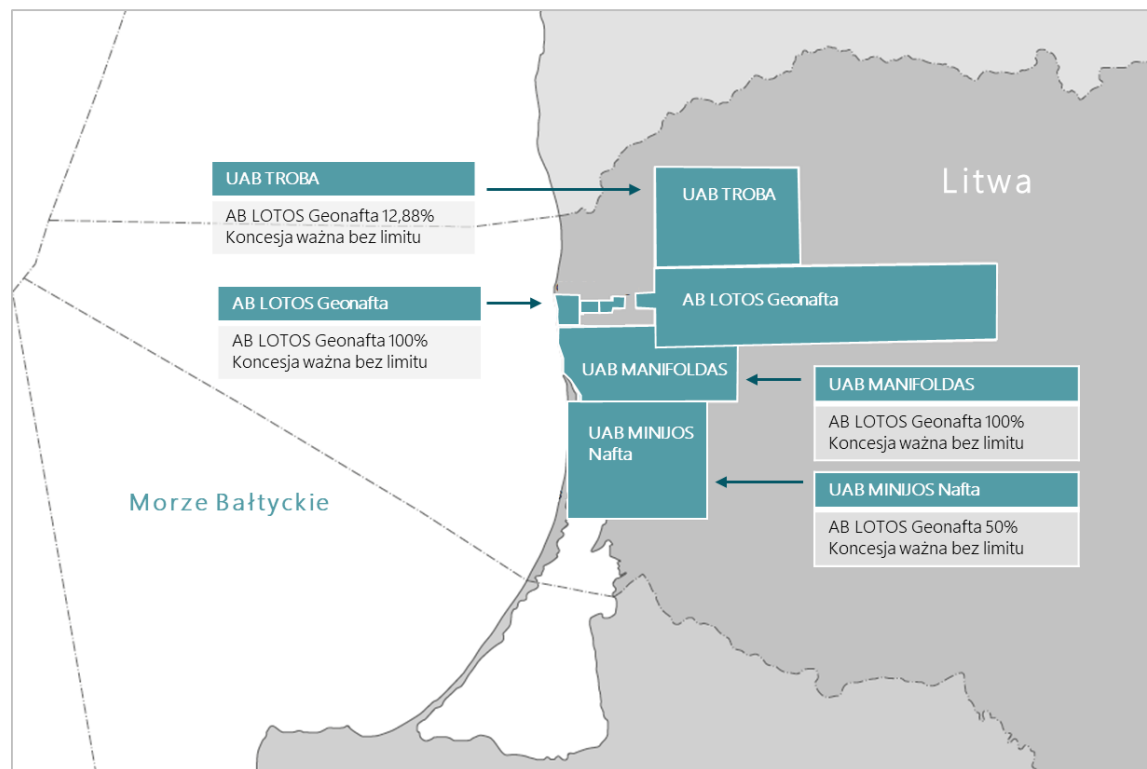 UAB TROBA
AB LOTOS Geonafta 12,88%
Koncesja ważna bez limitu
UAB TROBA
Litwa
AB LOTOS Geonafta
AB LOTOS Geonafta 100%
Koncesja ważna bez limitu
AB LOTOS Geonafta
UAB MANIFOLDAS
UAB MANIFOLDAS
AB LOTOS Geonafta 100%
Koncesja ważna bez limitu
UAB MINIJOS
Nafta
UAB MINIJOS Nafta
AB LOTOS Geonafta 50%
Koncesja ważna bez limitu
Morze Bałtyckie